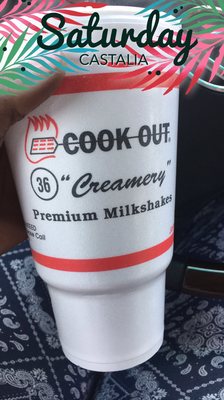 Saturday
CASTALIA
COOK OUT®
36 "Creamery"
Premium Milkshakes